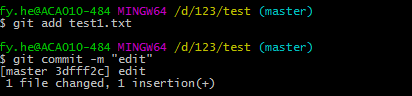 fy.he@ACA010-484 MINGW64 /d/123/test (master)
$ git add test1.txt
fy.he@ACA010-484 MINGW64 /d/123/test (master)
$ git commit -m "edit"
[master 3dfff2c] edit
1 file changed, 1 insertion(+)